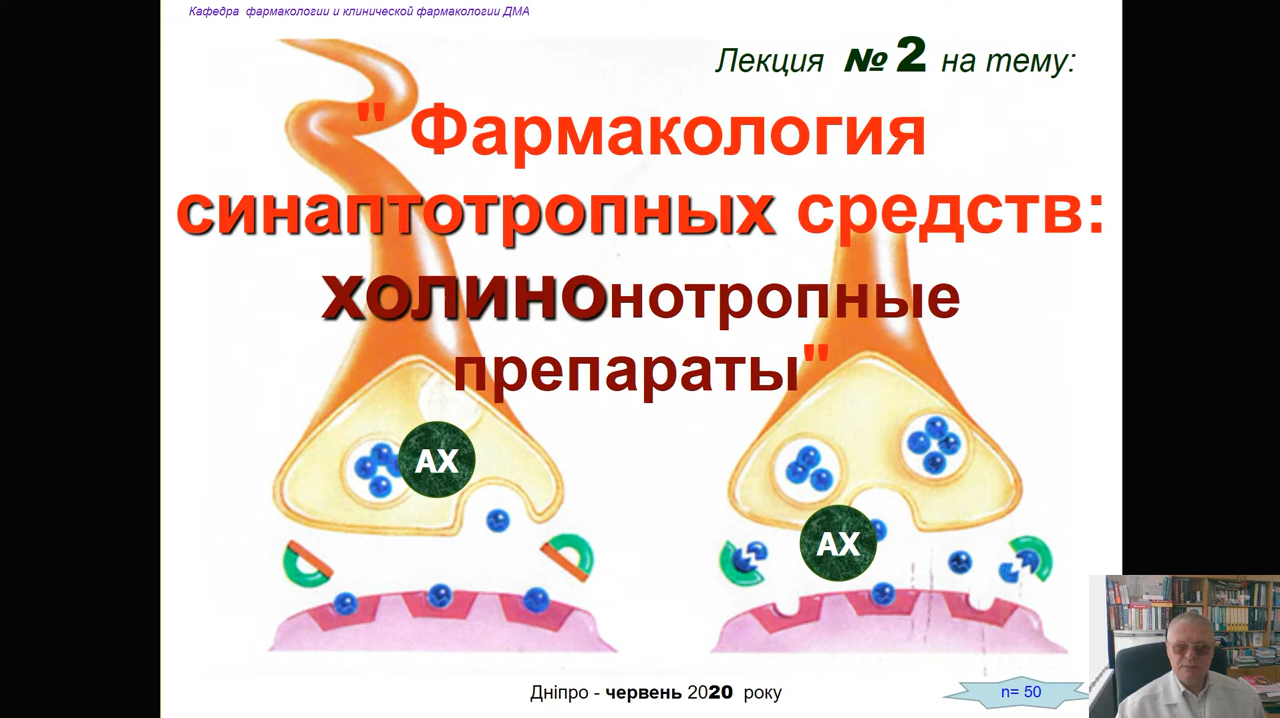 Кафедра фармакологии и клинической фармакологии ДМА
Лекция № 2 на тему:
" Фармакология
синаптотропных средств:
холинонотропные
препараты"
АХ
АХ
Дніпро - червень 2020 року
n= 50